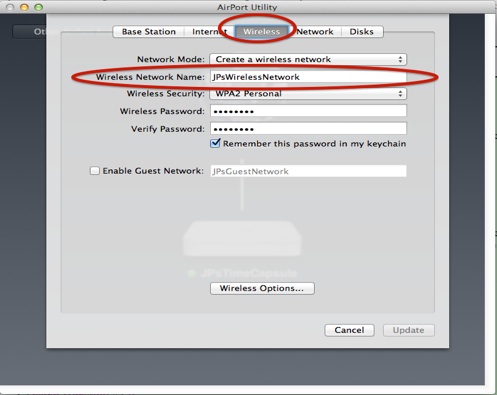 AirPort Utility
Base Station Internet Wireless Network Disks
Network Mode: Create a wireless network
Wireless Network Name: JPsWirelessNetwork
Wireless Security: WPA2 Personal
Wireless Password: ••••••••
Verify Password: ••••••••
Remember this password in my keychain
Enable Guest Network: JPsGuestNetwork
JPsTimeCapsule
Wireless Options...
Cancel Update